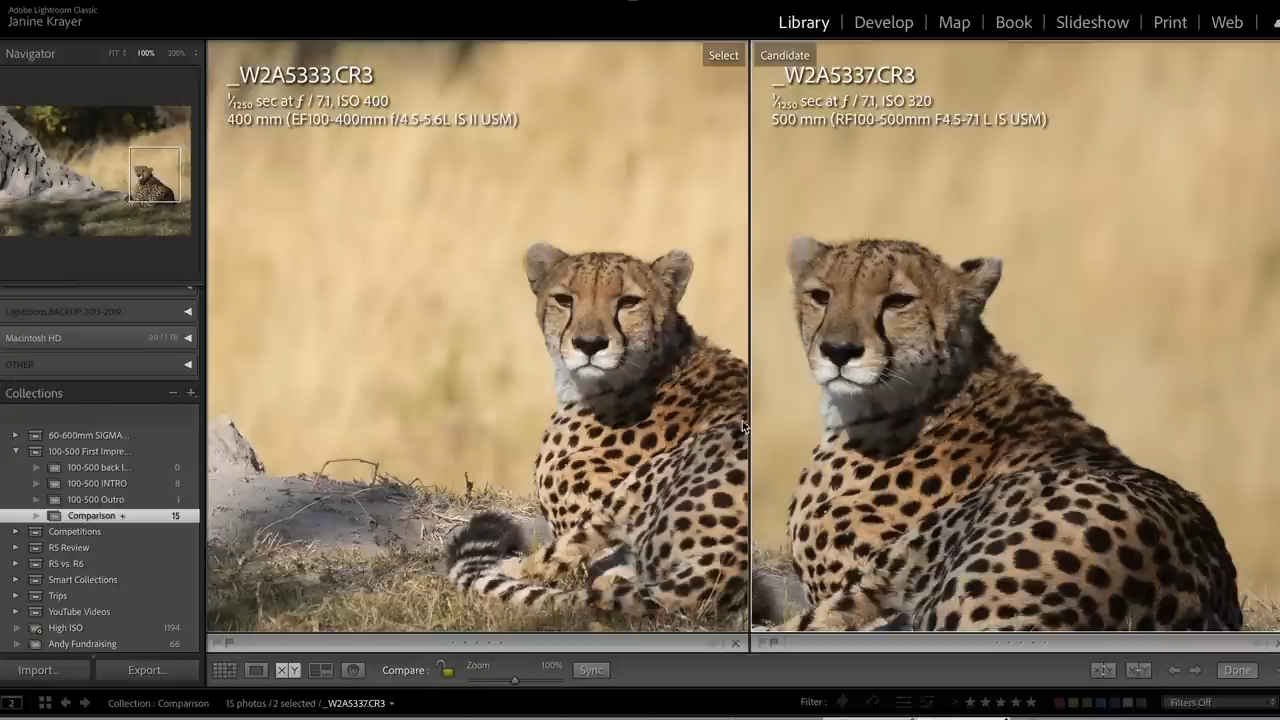 Adobe Lightroom Classic
Janine Krayer
Library | Develop | Map | Book | Slideshow | Print | Web
Navigator FIT 100% 200%
Select
_W2A5333.CR3
1/1250 sec at ƒ / 7.1, ISO 400
400 mm (EF100-400mm f/4.5-5.6L IS II USM)
Candidate
_W2A5337.CR3
1/1250 sec at ƒ / 7.1, ISO 320
500 mm (RF100-500mm F4.5-7.1 L IS USM)
Lightroom BACKUP 2015-2019
Macintosh HD 0.9 / 1 TB
OTHER
Collections
60-600mm SIGMA...
100-500 First Impre...
100-500 back l... 0
100-500 INTRO 8
100-500 Outro
Comparison + 15
Competitions
R5 Review
R5 vs. R6
Smart Collections
Trips
YouTube Videos
High ISO 1194
Andy Fundraising 66
Import... Export...
XY Compare : Zoom 100% Sync Done
2 Collection : Comparison 15 photos / 2 selected / _W2A5337.CR3 Filter : Filters Off